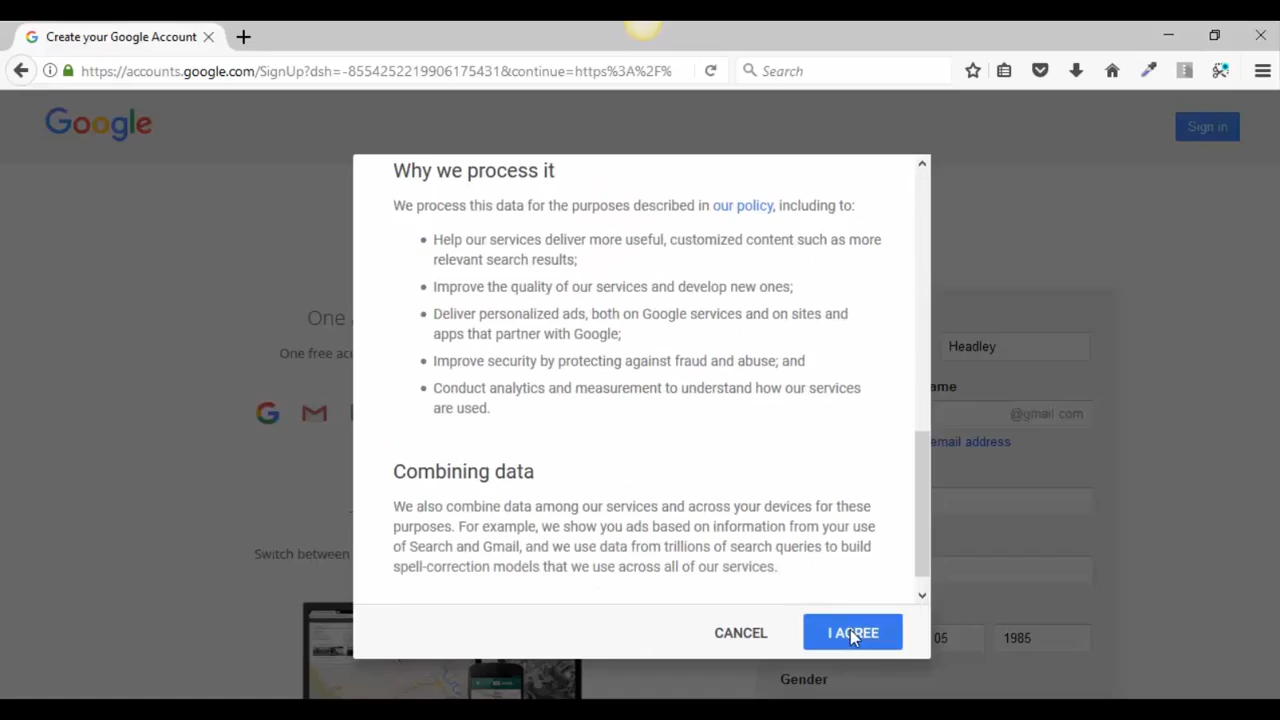 Create your Google Account
https://accounts.google.com/SignUp?dsh=-8554252219906175431&continue=https%3A%2F%
Search
Google
Sign in
Why we process it
We process this data for the purposes described in our policy, including to:
• Help our services deliver more useful, customized content such as more
relevant search results;
• Improve the quality of our services and develop new ones;
• Deliver personalized ads, both on Google services and on sites and
apps that partner with Google;
• Improve security by protecting against fraud and abuse; and
• Conduct analytics and measurement to understand how our services
are used.
Combining data
We also combine data among our services and across your devices for these
purposes. For example, we show you ads based on information from your use
of Search and Gmail, and we use data from trillions of search queries to build
spell-correction models that we use across all of our services.
CANCEL
I AGREE
One
One free
Switch between
Headley
@gmail.com
email address
05
1985
Gender